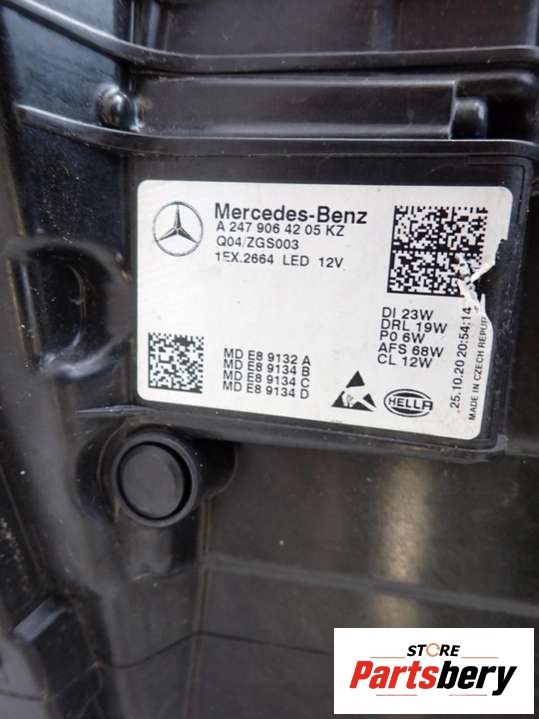 Mercedes-Benz
A 247 906 42 05 KZ
Q04/ZGS003
1EX.2664 LED 12V
DI 23W
DRL 19W
PO 6W
AFS 68W
CL 12W
25.10.20 20:54:14
MADE IN CZECH REPUB
MD E8 9132 A
MD E8 9134 B
MD E8 9134 C
MD E8 9134 D
HELLA
STORE
Partsbery